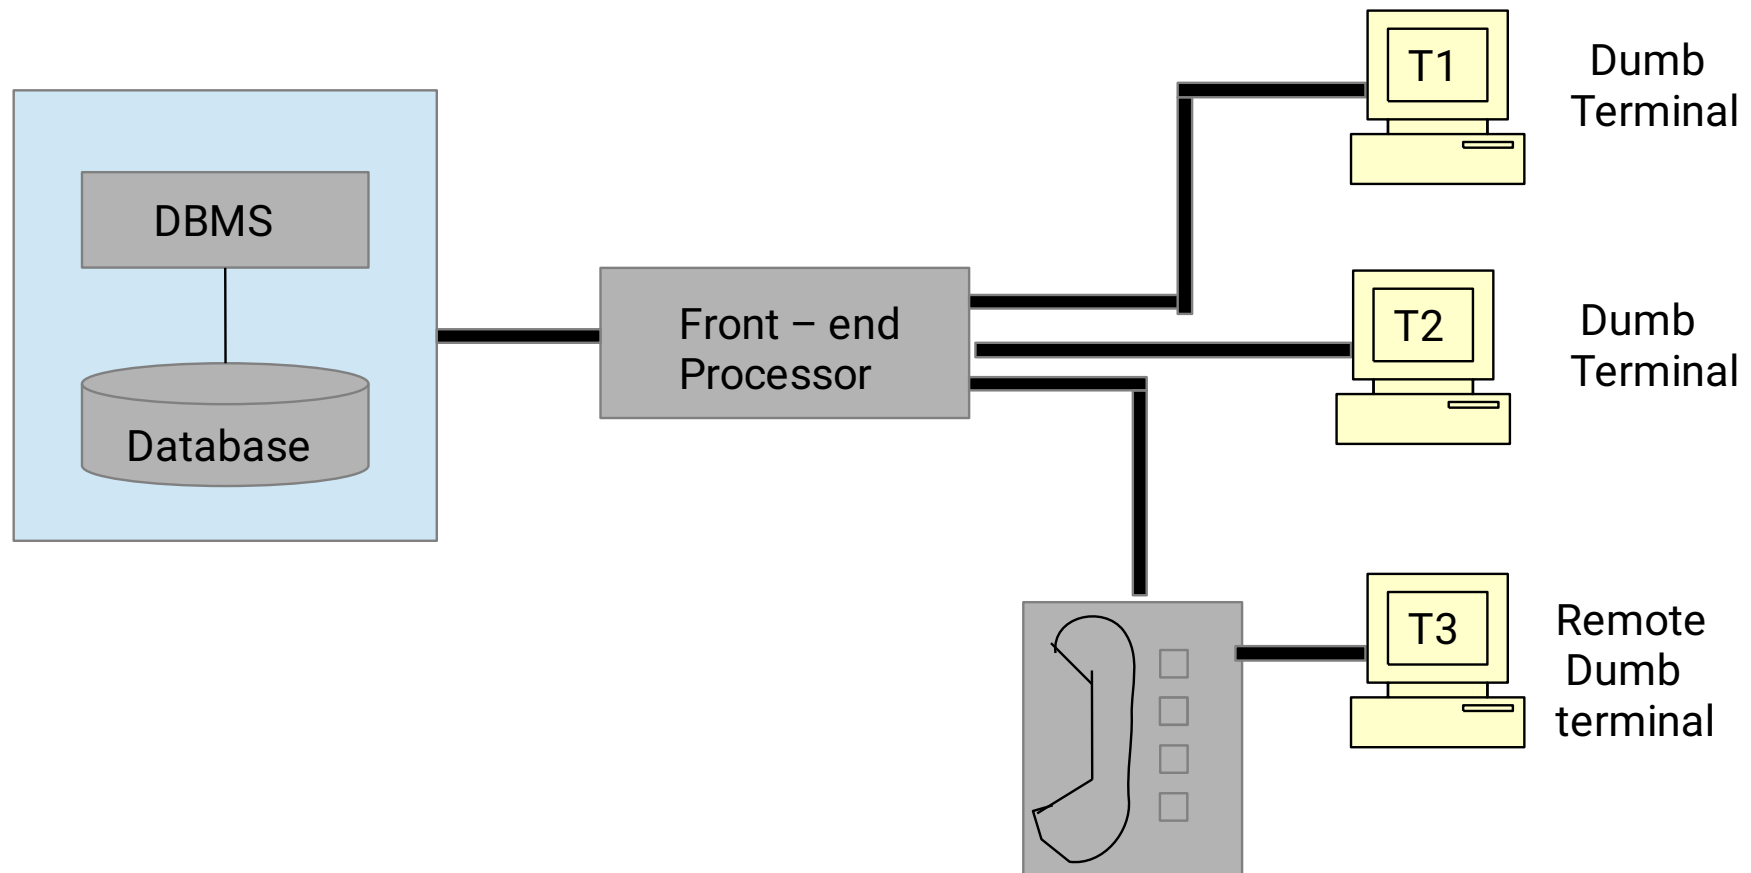 DBMS
Database
Front – end
Processor
T1
Dumb
Terminal
T2
Dumb
Terminal
T3
Remote
Dumb
terminal